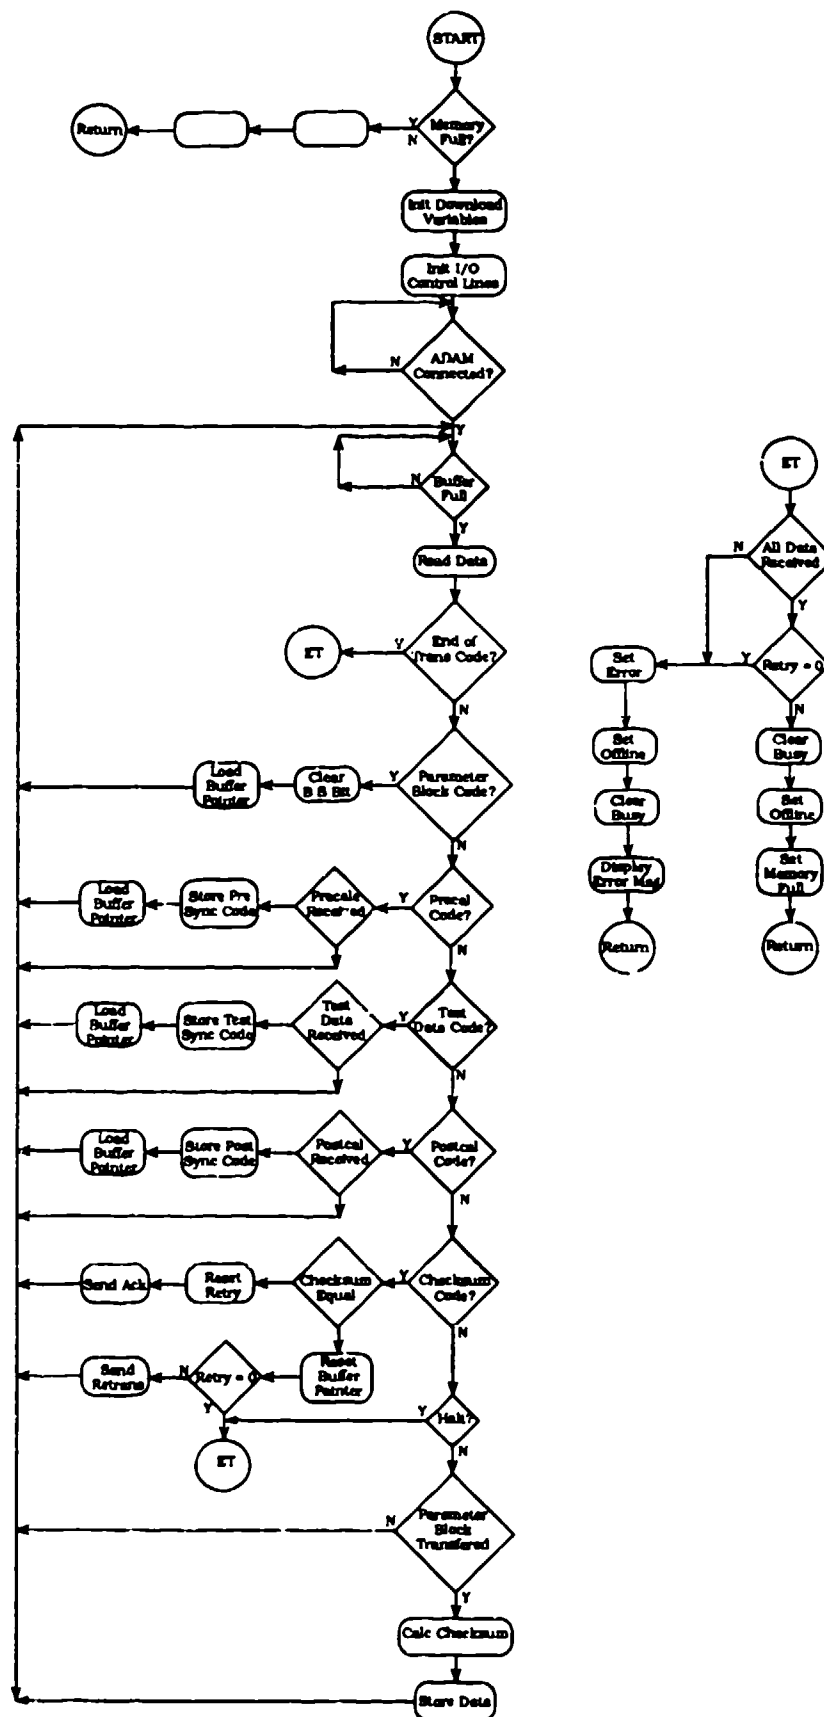 START
Memory
Full?
Y
N
Return
Init Download
Variables
Init I/O
Control Lines
ADAM
Connected?
N
Y
Buffer
Full
N
Y
Read Data
End of
Trans Code?
Y
ET
N
Parameter
Block Code?
Y
Clear
B S Bit
Load
Buffer
Pointer
N
Precal
Code?
Y
Precale
Received
Store Pre
Sync Code
Load
Buffer
Pointer
N
Test
Data Code?
Y
Test
Data
Received
Store Test
Sync Code
Load
Buffer
Pointer
N
Postcal
Code?
Y
Postcal
Received
Store Post
Sync Code
Load
Buffer
Pointer
N
Checksum
Code?
Y
Checksum
Equal
Reset
Retry
Send Ack
N
Reset
Buffer
Pointer
Retry = 0
N
Y
Send
Retrans
ET
Halt?
Y
N
Parameter
Block
Transfered
N
Y
Calc Checksum
Store Data
ET
All Data
Received
N
Y
Retry = 0
Y
N
Set
Error
Set
Offline
Clear
Busy
Display
Error Msg
Return
Clear
Busy
Set
Offline
Set
Memory
Full
Return